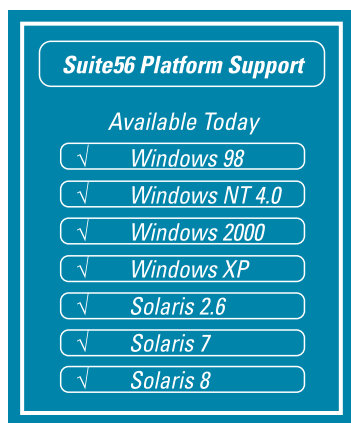 Suite56 Platform Support
Available Today
√ Windows 98
√ Windows NT 4.0
√ Windows 2000
√ Windows XP
√ Solaris 2.6
√ Solaris 7
√ Solaris 8